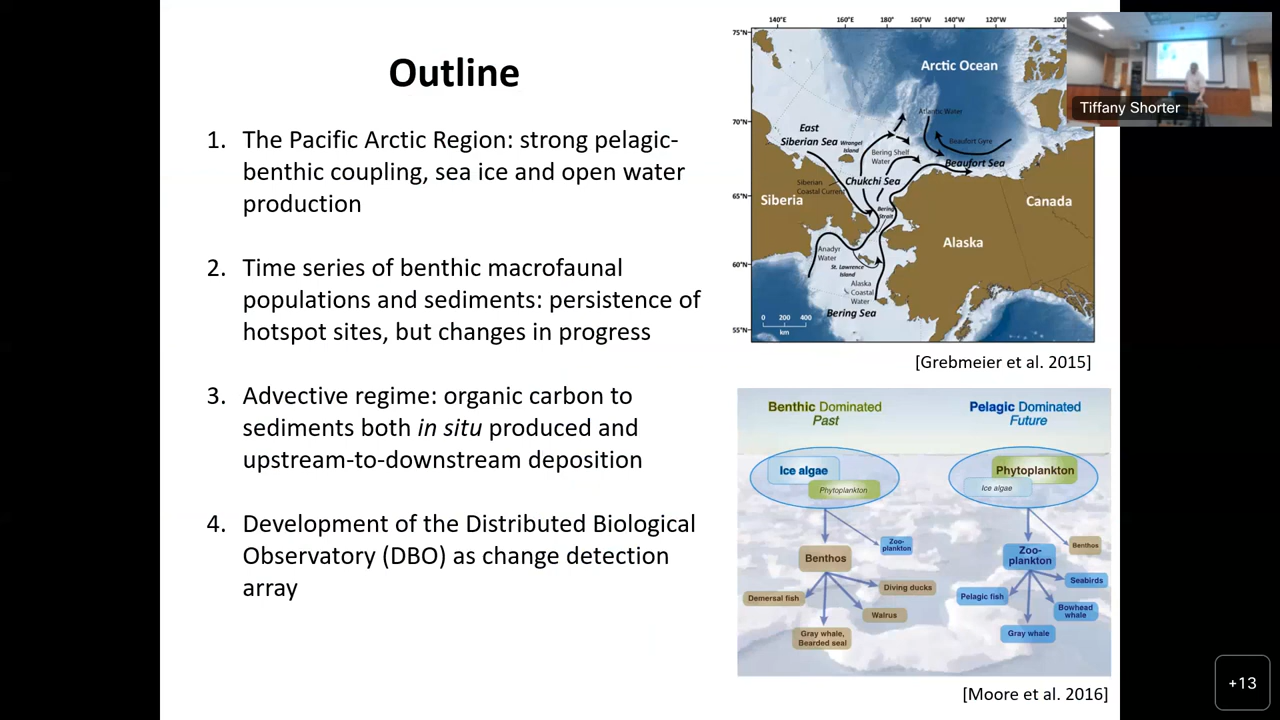 Outline
1. The Pacific Arctic Region: strong pelagic-
benthic coupling, sea ice and open water
production
2. Time series of benthic macrofaunal
populations and sediments: persistence of
hotspot sites, but changes in progress
3. Advective regime: organic carbon to
sediments both in situ produced and
upstream-to-downstream deposition
4. Development of the Distributed Biological
Observatory (DBO) as change detection
array
140°E 160°E 180° 160°W 140°W 120°W 100°
75°N
Arctic Ocean
Atlantic Water
70°N
East
Siberian Sea
Wrangel
Island
Beaufort Gyre
Bering Shelf
Water
Beaufort Sea
Siberian
Coastal Current
Chukchi Sea
65°N
Siberia
Canada
Bering
Strait
Alaska
Anadyr
Water
60°N
St. Lawrence
Island
Alaska
Coastal
Water
Bering Sea
0 200 400
km
55°N
[Grebmeier et al. 2015]
Benthic Dominated
Past
Pelagic Dominated
Future
Ice algae
Phytoplankton
Phytoplankton
Ice algae
Zoo-
plankton
Benthos
Zoo-
plankton
Benthos
Diving ducks
Demersal fish
Walrus
Gray whale,
Bearded seal
Seabirds
Pelagic fish
Bowhead
whale
Gray whale
[Moore et al. 2016]
Tiffany Shorter
+13